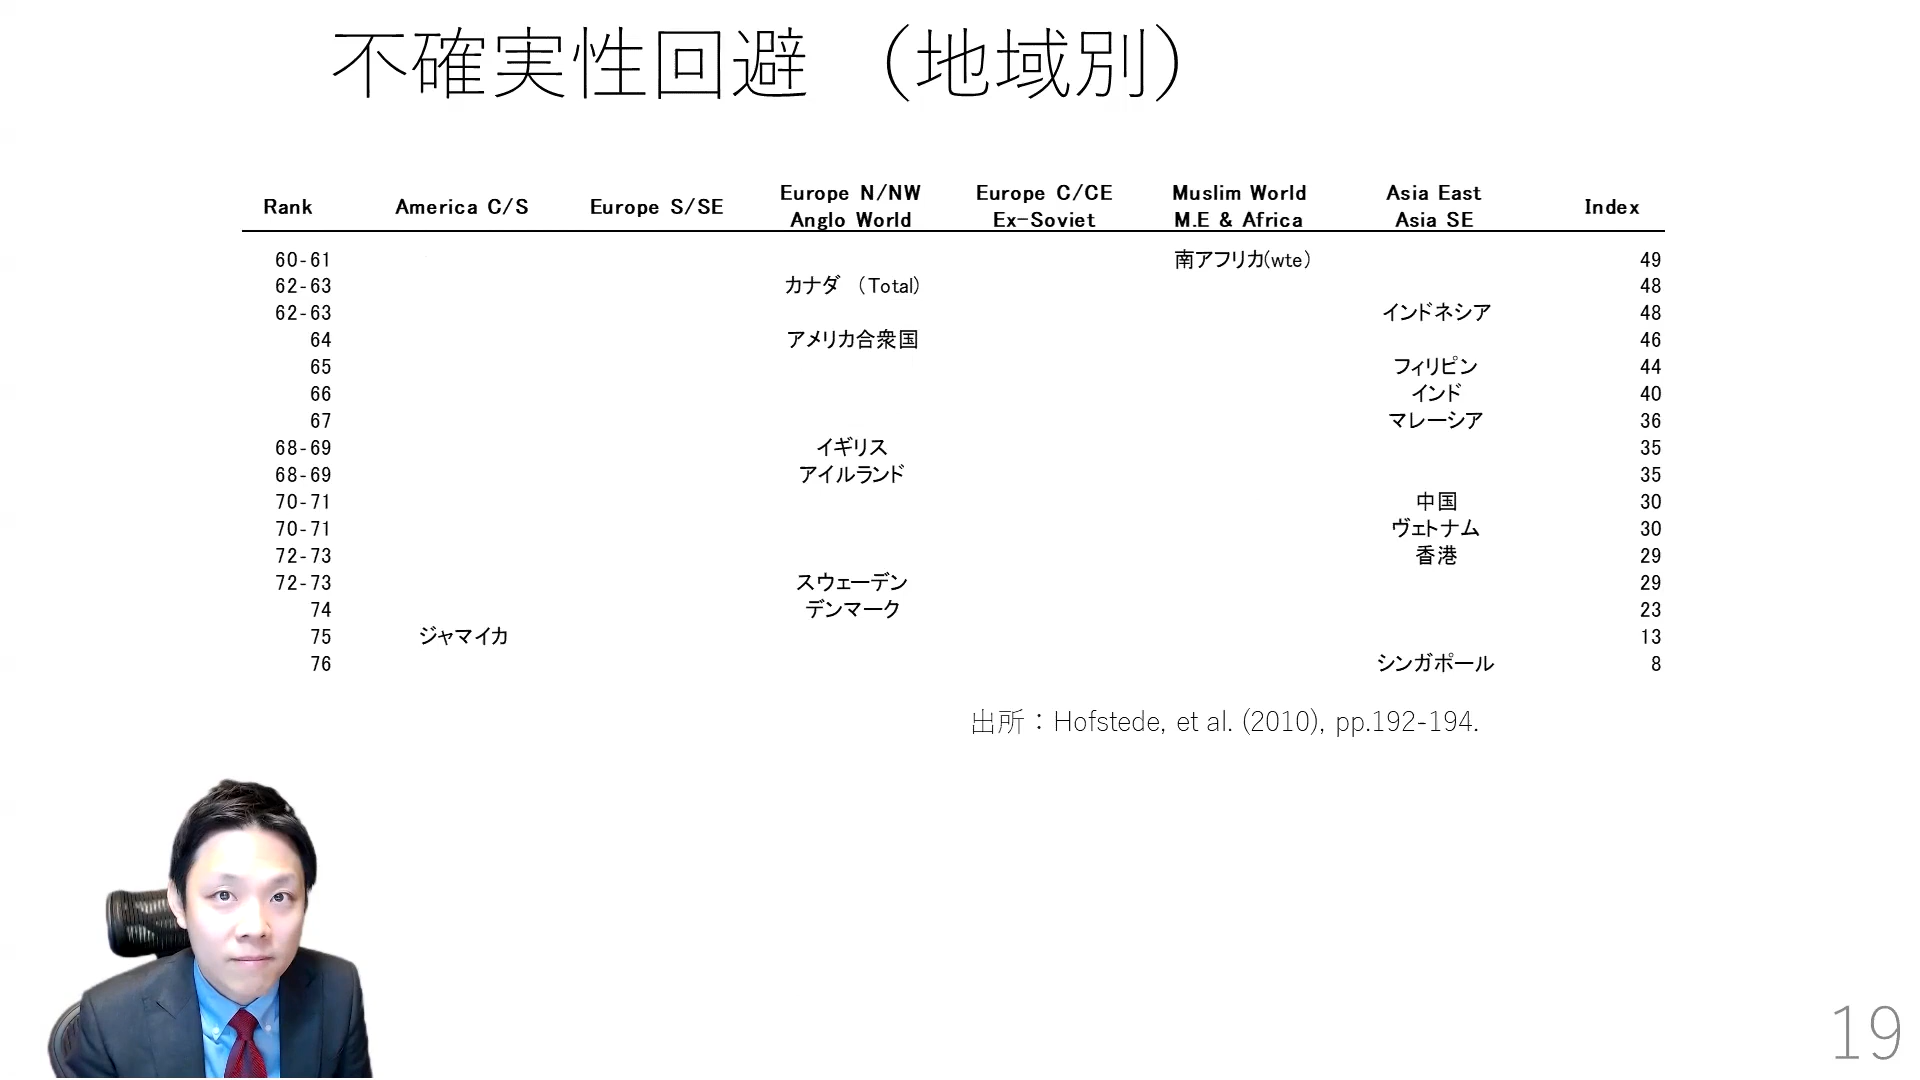 不確実性回避 （地域別）
Rank America C/S Europe S/SE Europe N/NW Anglo World Europe C/CE Ex-Soviet Muslim World M.E & Africa Asia East Asia SE Index
60-61 南アフリカ(wte) 49
62-63 カナダ （Total) 48
62-63 インドネシア 48
64 アメリカ合衆国 46
65 フィリピン 44
66 インド 40
67 マレーシア 36
68-69 イギリス 35
68-69 アイルランド 35
70-71 中国 30
70-71 ヴェトナム 30
72-73 香港 29
72-73 スウェーデン 29
74 デンマーク 23
75 ジャマイカ 13
76 シンガポール 8
出所：Hofstede, et al. (2010), pp.192-194.
19